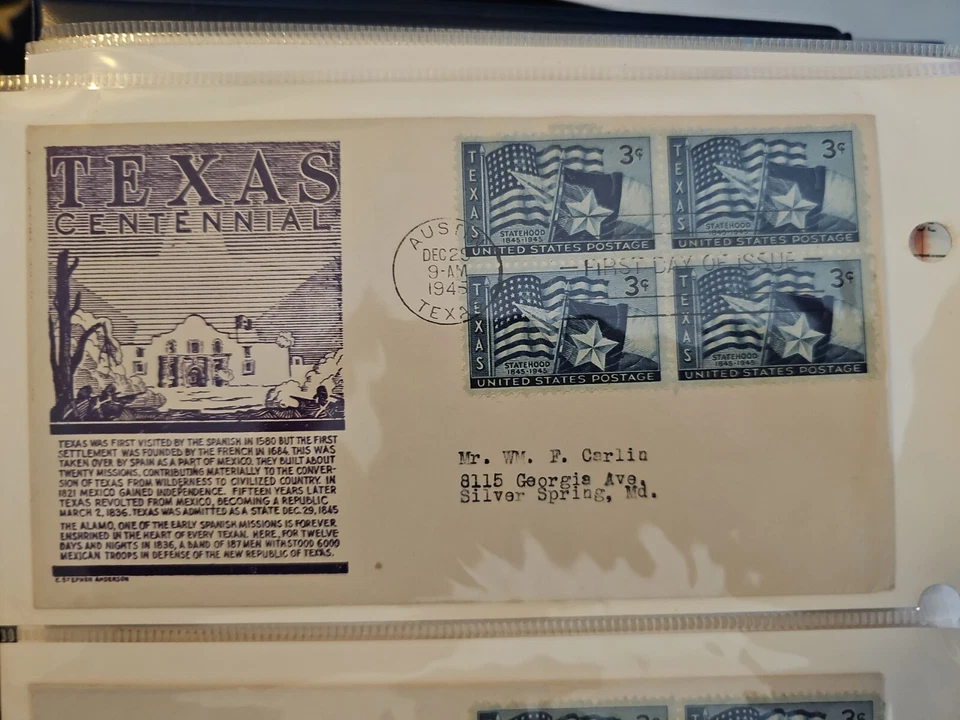 TEXAS
CENTENNIAL
TEXAS WAS FIRST VISITED BY THE SPANISH IN 1580 BUT THE FIRST
SETTLEMENT WAS FOUNDED BY THE FRENCH IN 1684. THIS WAS
TAKEN OVER BY SPAIN AS A PART OF MEXICO. THEY BUILT ABOUT
TWENTY MISSIONS, CONTRIBUTING MATERIALLY TO THE CONVER-
SION OF TEXAS FROM WILDERNESS TO CIVILIZED COUNTRY. IN
1821 MEXICO GAINED INDEPENDENCE. FIFTEEN YEARS LATER
TEXAS REVOLTED FROM MEXICO, BECOMING A REPUBLIC
MARCH 2, 1836. TEXAS WAS ADMITTED AS A STATE DEC. 29, 1845
THE ALAMO, ONE OF THE EARLY SPANISH MISSIONS IS FOREVER
ENSHRINED IN THE HEART OF EVERY TEXAN. HERE, FOR TWELVE
DAYS AND NIGHTS IN 1836, A BAND OF 187 MEN WITHSTOOD 6000
MEXICAN TROOPS IN DEFENSE OF THE NEW REPUBLIC OF TEXAS.
C. STEPHEN ANDERSON
AUSTIN
DEC 29
9-AM
1945
TEXAS
FIRST DAY OF ISSUE
TEXAS
3¢
STATEHOOD
1845-1945
UNITED STATES POSTAGE
TEXAS
3¢
STATEHOOD
1845-1945
UNITED STATES POSTAGE
TEXAS
3¢
STATEHOOD
1845-1945
UNITED STATES POSTAGE
TEXAS
3¢
STATEHOOD
1845-1945
UNITED STATES POSTAGE
Mr. WM. F. Carlin
8115 Georgia Ave.
Silver Spring, Md.
3¢
3¢